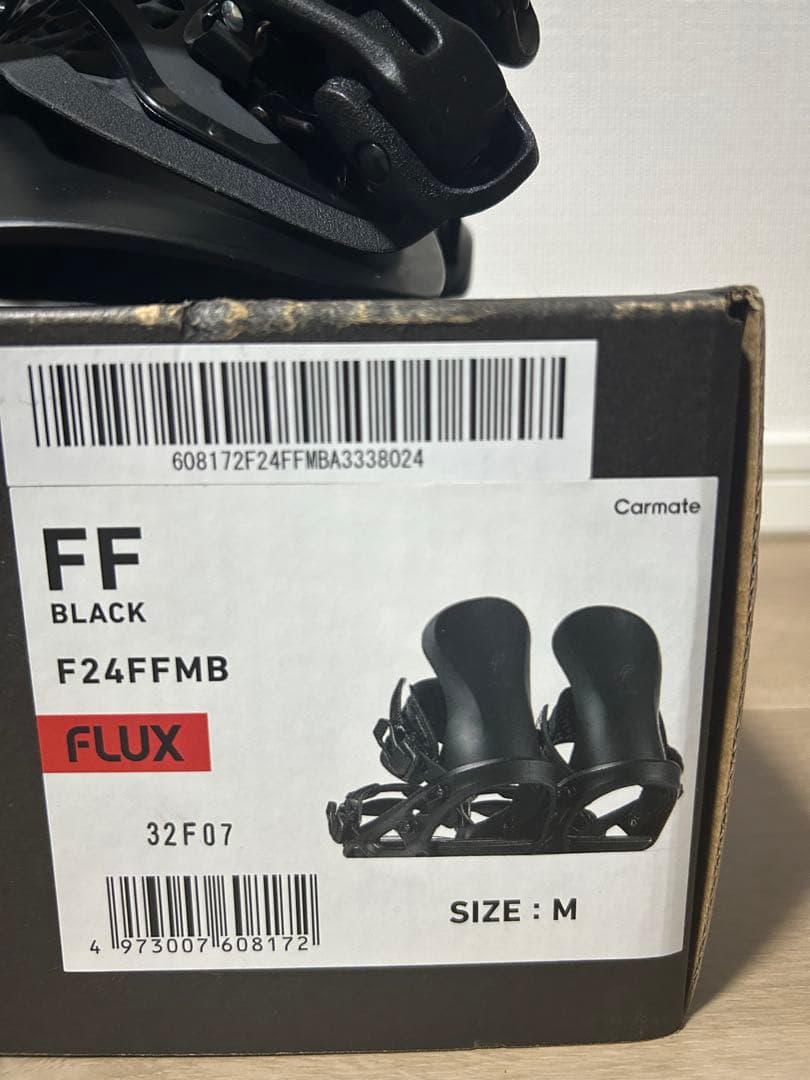 608172F24FFMBA3338024
Carmate
FF
BLACK
F24FFMB
FLUX
32F07
4 973007 608172
SIZE : M